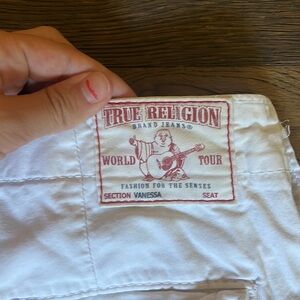 TRUE RELIGION
BRAND JEANS®
WORLD TOUR
FASHION FOR THE SENSES
SECTION VANESSA SEAT